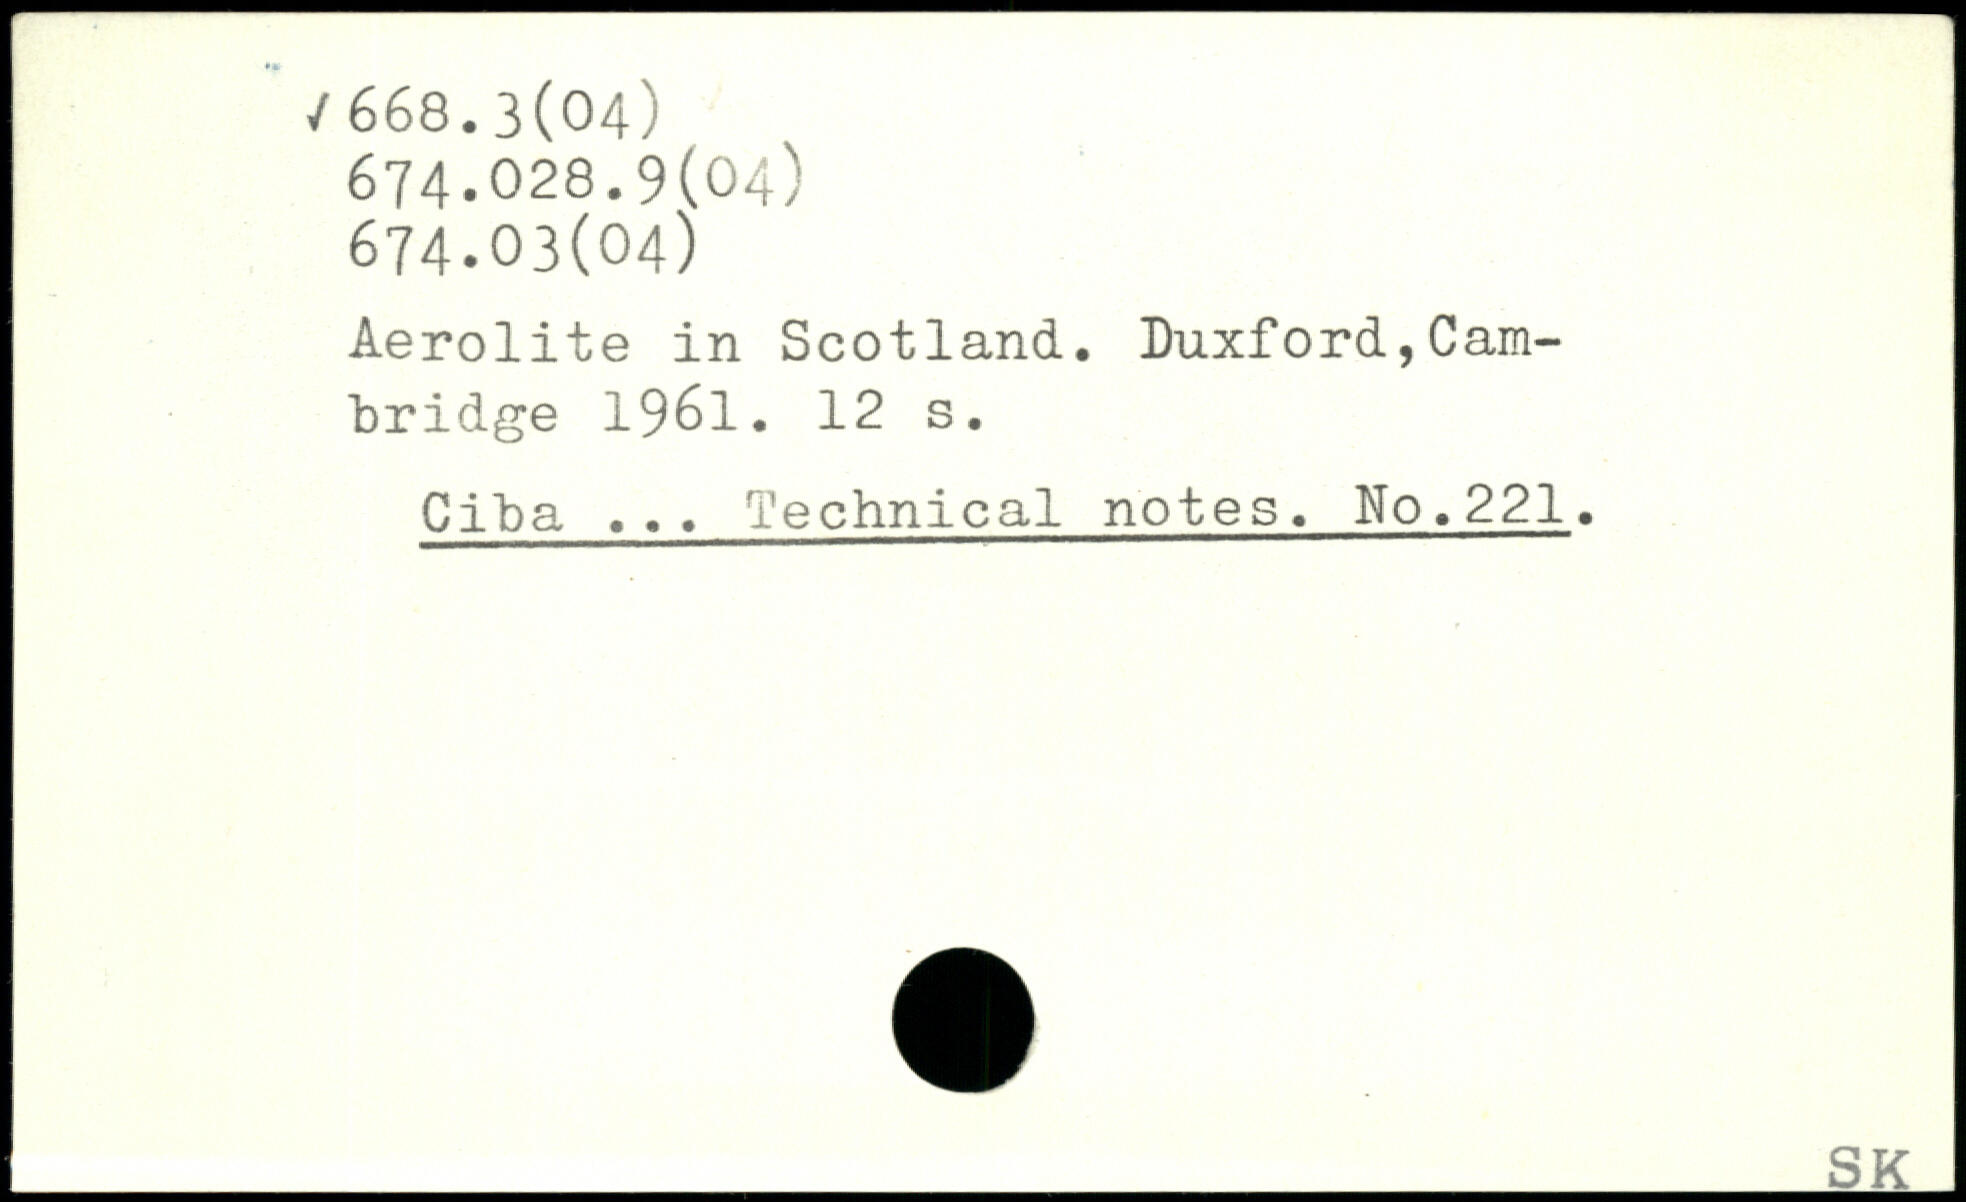 ✓ 668.3(04)
674.028.9(04)
674.03(04)
Aerolite in Scotland. Duxford,Cam-
bridge 1961. 12 s.
Ciba ... Technical notes. No.221.
SK